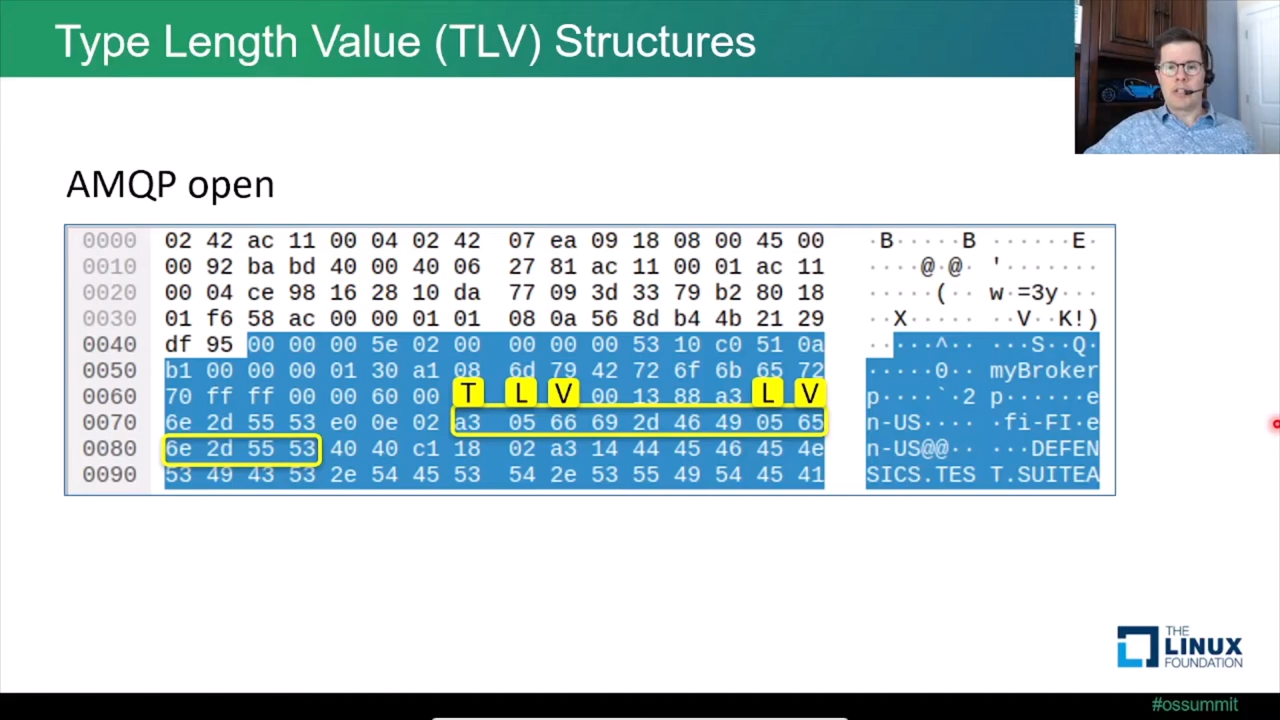 Type Length Value (TLV) Structures
AMQP open
0000 02 42 ac 11 00 04 02 42 07 ea 09 18 08 00 45 00 ·B·····B ······E·
0010 00 92 ba bd 40 00 40 06 27 81 ac 11 00 01 ac 11 ····@·@· '·······
0020 00 04 ce 98 16 28 10 da 77 09 3d 33 79 b2 80 18 ·····(·· w·=3y···
0030 01 f6 58 ac 00 00 01 01 08 0a 56 8d b4 4b 21 29 ··X····· ··V··K!)
0040 df 95 00 00 00 5e 02 00 00 00 00 53 10 c0 51 0a ·····^·· ···S··Q·
0050 b1 00 00 00 01 30 a1 08 6d 79 42 72 6f 6b 65 72 ·····0·· myBroker
0060 70 ff ff 00 00 60 00 00 13 88 a3 p····`·2 p·····e
T L V L V
0070 6e 2d 55 53 e0 0e 02 a3 05 66 69 2d 46 49 05 65 n-US···· ·fi-FI·e
0080 6e 2d 55 53 40 40 c1 18 02 a3 14 44 45 46 45 4e n-US@@·· ···DEFEN
0090 53 49 43 53 2e 54 45 53 54 2e 53 55 49 54 45 41 SICS.TES T.SUITEA
THE
LINUX
FOUNDATION
#ossummit